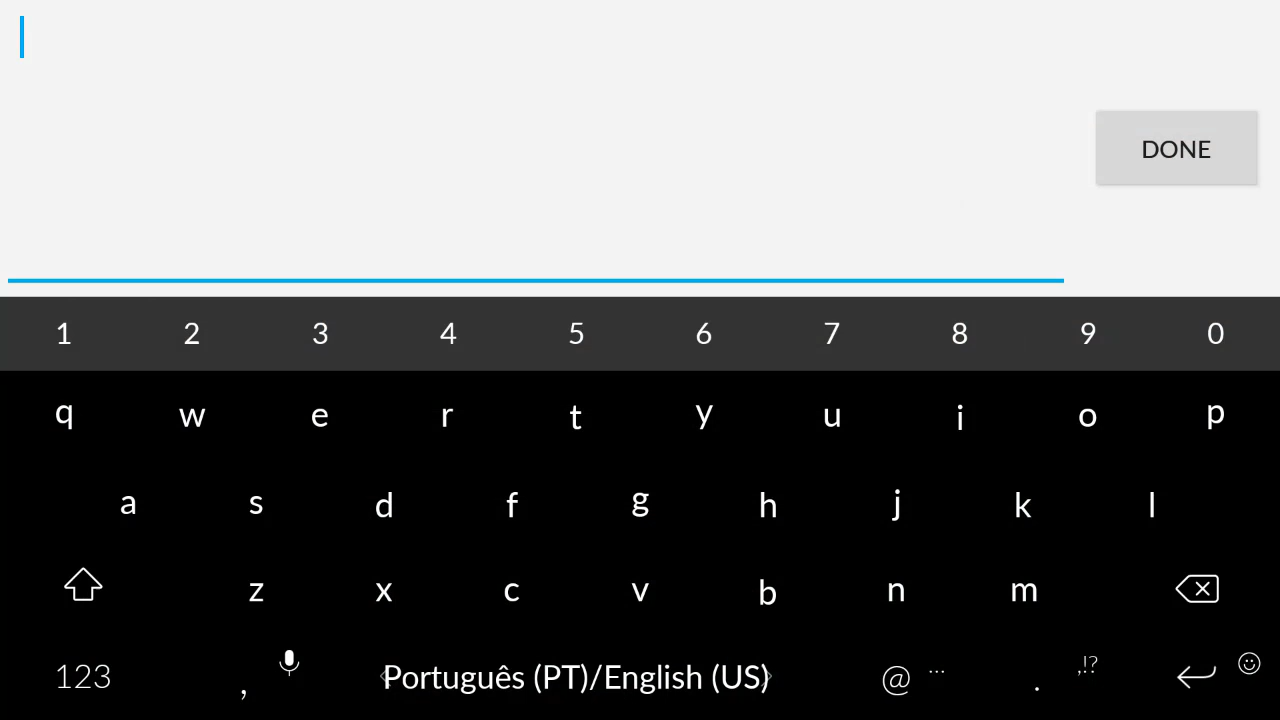 DONE
1 2 3 4 5 6 7 8 9 0
q w e r t y u i o p
a s d f g h j k l
z x c v b n m
123 , Português (PT)/English (US) @ ... . ,!?